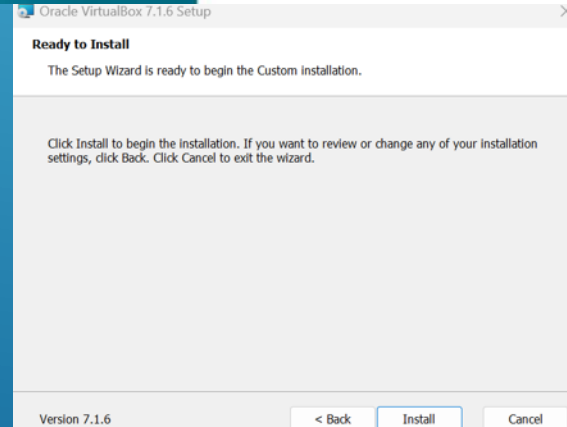 Oracle VirtualBox 7.1.6 Setup
Ready to Install
The Setup Wizard is ready to begin the Custom installation.
Click Install to begin the installation. If you want to review or change any of your installation
settings, click Back. Click Cancel to exit the wizard.
Version 7.1.6
< Back
Install
Cancel